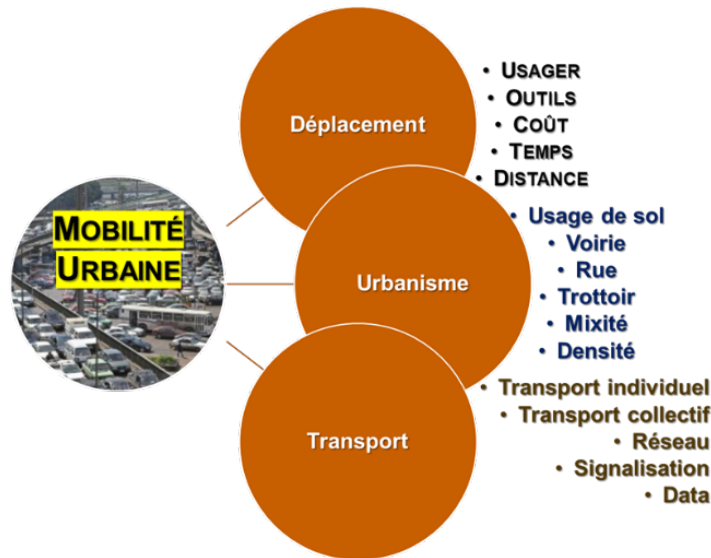 MOBILITÉ
URBAINE
Déplacement
• USAGER
• OUTILS
• COÛT
• TEMPS
• DISTANCE
Urbanisme
• Usage de sol
• Voirie
• Rue
• Trottoir
• Mixité
• Densité
Transport
• Transport individuel
• Transport collectif
• Réseau
• Signalisation
• Data